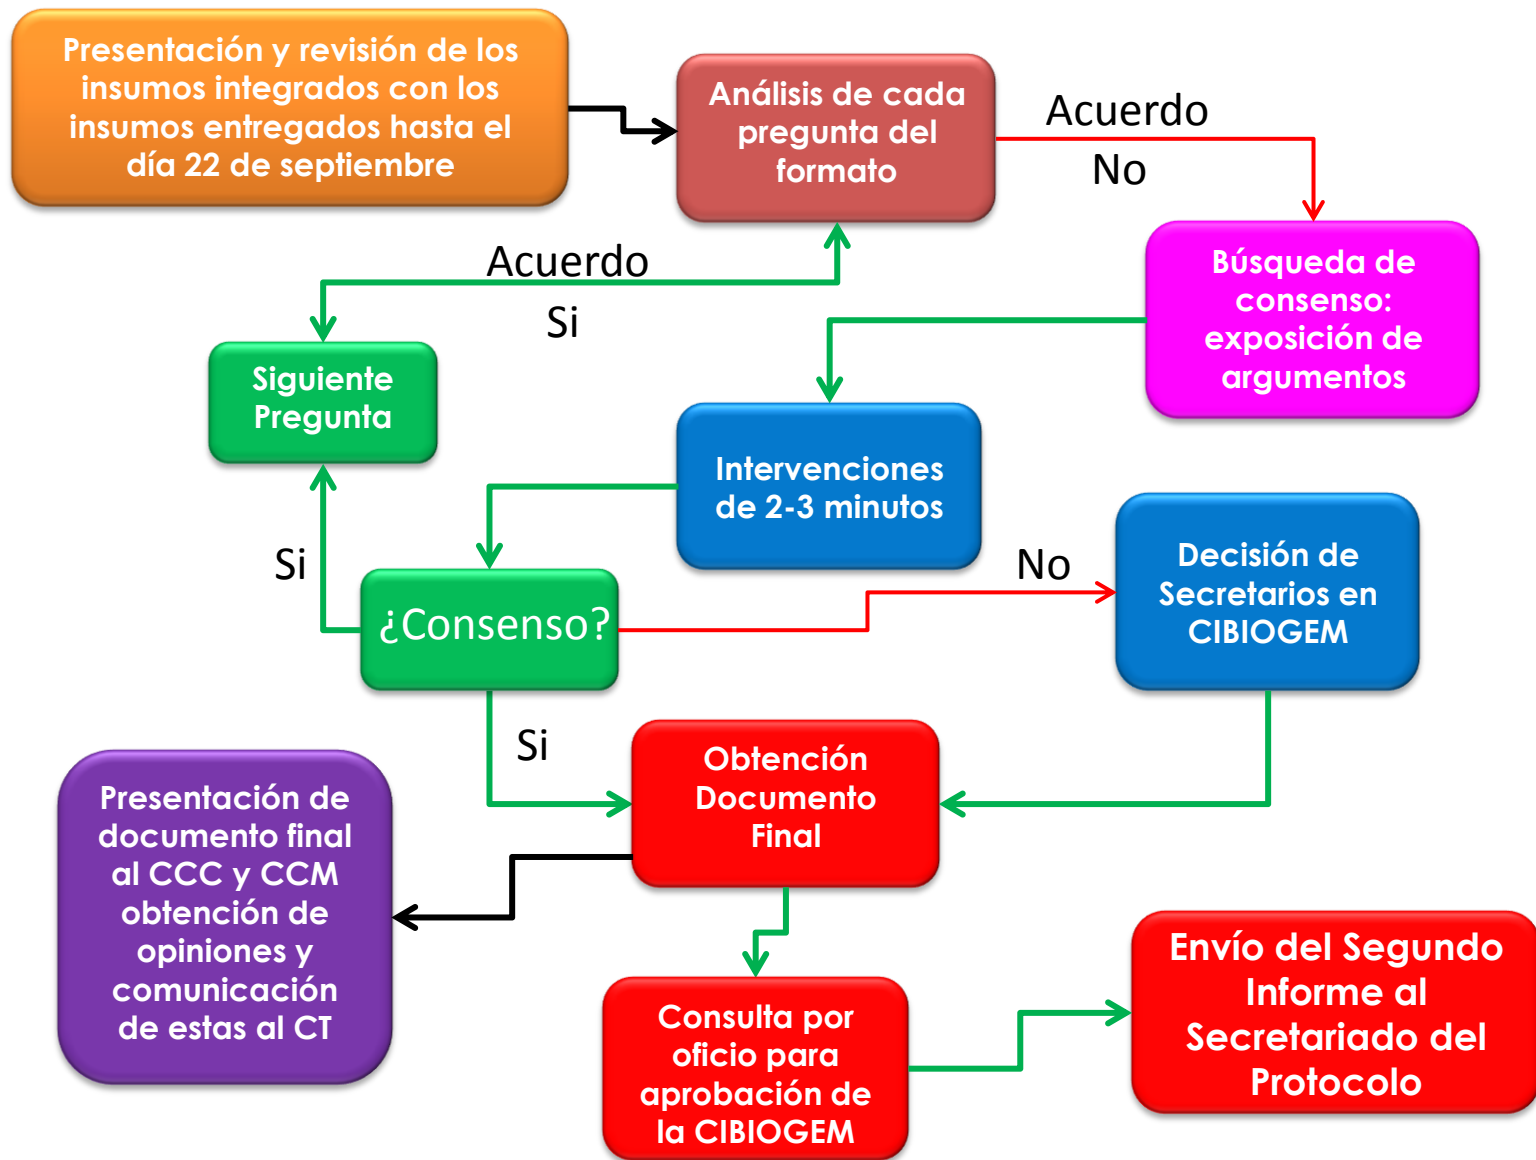 Presentación y revisión de los
insumos integrados con los
insumos entregados hasta el
día 22 de septiembre
Análisis de cada
pregunta del
formato
Acuerdo
No
Búsqueda de
consenso:
exposición de
argumentos
Acuerdo
Si
Siguiente
Pregunta
Intervenciones
de 2-3 minutos
Si
¿Consenso?
No
Decisión de
Secretarios en
CIBIOGEM
Si
Obtención
Documento
Final
Presentación de
documento final
al CCC y CCM
obtención de
opiniones y
comunicación
de estas al CT
Consulta por
oficio para
aprobación de
la CIBIOGEM
Envío del Segundo
Informe al
Secretariado del
Protocolo